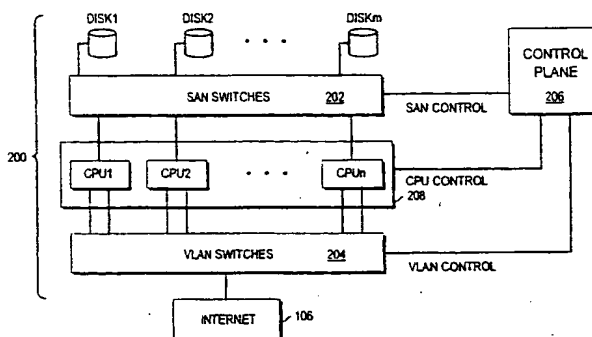 DISK1
DISK2
DISKm
SAN SWITCHES 202
CONTROL
PLANE
206
SAN CONTROL
200
CPU1
CPU2
CPUn
CPU CONTROL
208
VLAN SWITCHES 204
VLAN CONTROL
INTERNET
106